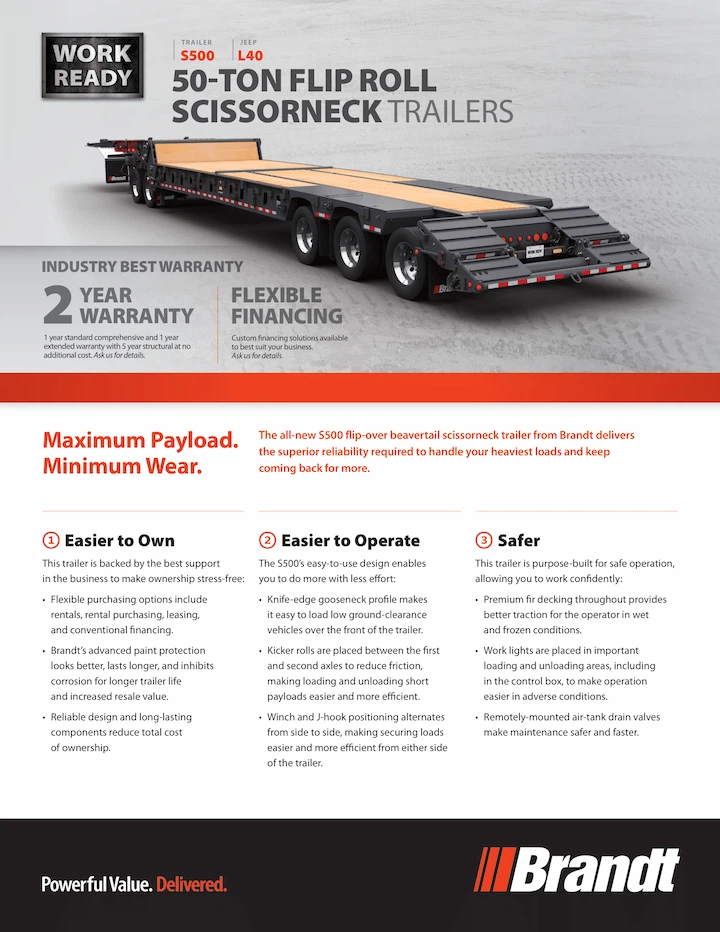 WORK
READY
TRAILER
S500
JEEP
L40
50-TON FLIP ROLL
SCISSORNECK TRAILERS
INDUSTRY BEST WARRANTY
2 YEAR
WARRANTY
1 year standard comprehensive and 1 year
extended warranty with 5 year structural at no
additional cost. Ask us for details.
FLEXIBLE
FINANCING
Custom financing solutions available
to best suit your business.
Ask us for details.
Maximum Payload.
Minimum Wear.
The all-new S500 flip-over beavertail scissorneck trailer from Brandt delivers
the superior reliability required to handle your heaviest loads and keep
coming back for more.
1 Easier to Own
This trailer is backed by the best support
in the business to make ownership stress-free:
• Flexible purchasing options include
rentals, rental purchasing, leasing,
and conventional financing.
• Brandt's advanced paint protection
looks better, lasts longer, and inhibits
corrosion for longer trailer life
and increased resale value.
• Reliable design and long-lasting
components reduce total cost
of ownership.
2 Easier to Operate
The S500's easy-to-use design enables
you to do more with less effort:
• Knife-edge gooseneck profile makes
it easy to load low ground-clearance
vehicles over the front of the trailer.
• Kicker rolls are placed between the first
and second axles to reduce friction,
making loading and unloading short
payloads easier and more efficient.
• Winch and J-hook positioning alternates
from side to side, making securing loads
easier and more efficient from either side
of the trailer.
3 Safer
This trailer is purpose-built for safe operation,
allowing you to work confidently:
• Premium fir decking throughout provides
better traction for the operator in wet
and frozen conditions.
• Work lights are placed in important
loading and unloading areas, including
in the control box, to make operation
easier in adverse conditions.
• Remotely-mounted air-tank drain valves
make maintenance safer and faster.
Powerful Value. Delivered.
Brandt